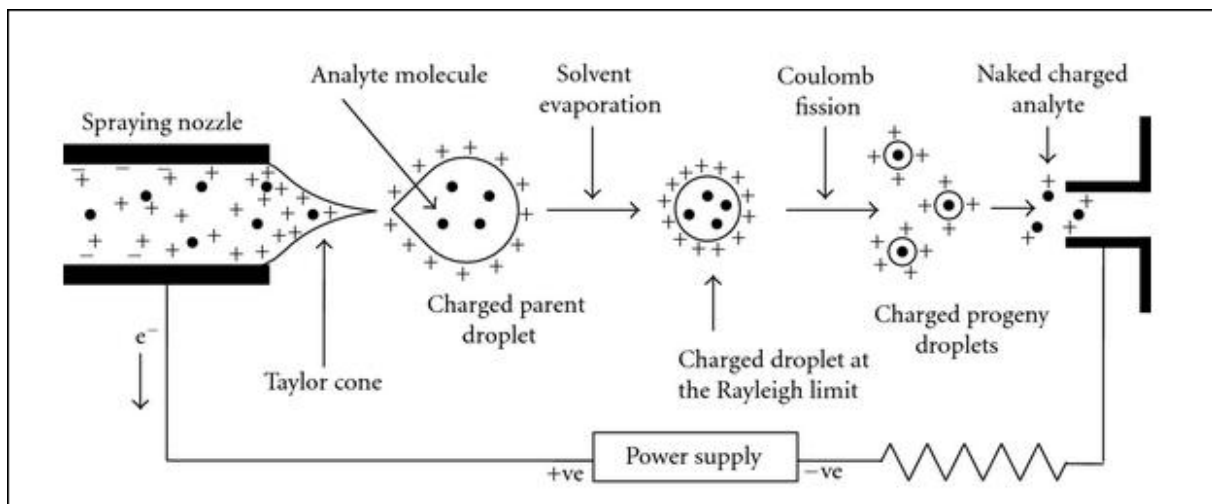 Analyte molecule
Solvent
evaporation
Coulomb
fission
Naked charged
analyte
Spraying nozzle
Charged parent
droplet
Charged progeny
droplets
e⁻
Taylor cone
Charged droplet at
the Rayleigh limit
+ve
Power supply
−ve